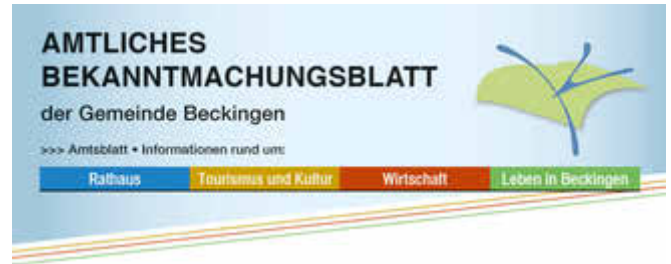 AMTLICHES
BEKANNTMACHUNGSBLATT
der Gemeinde Beckingen
>>> Amtsblatt • Informationen rund um:
Rathaus Tourismus und Kultur Wirtschaft Leben in Beckingen